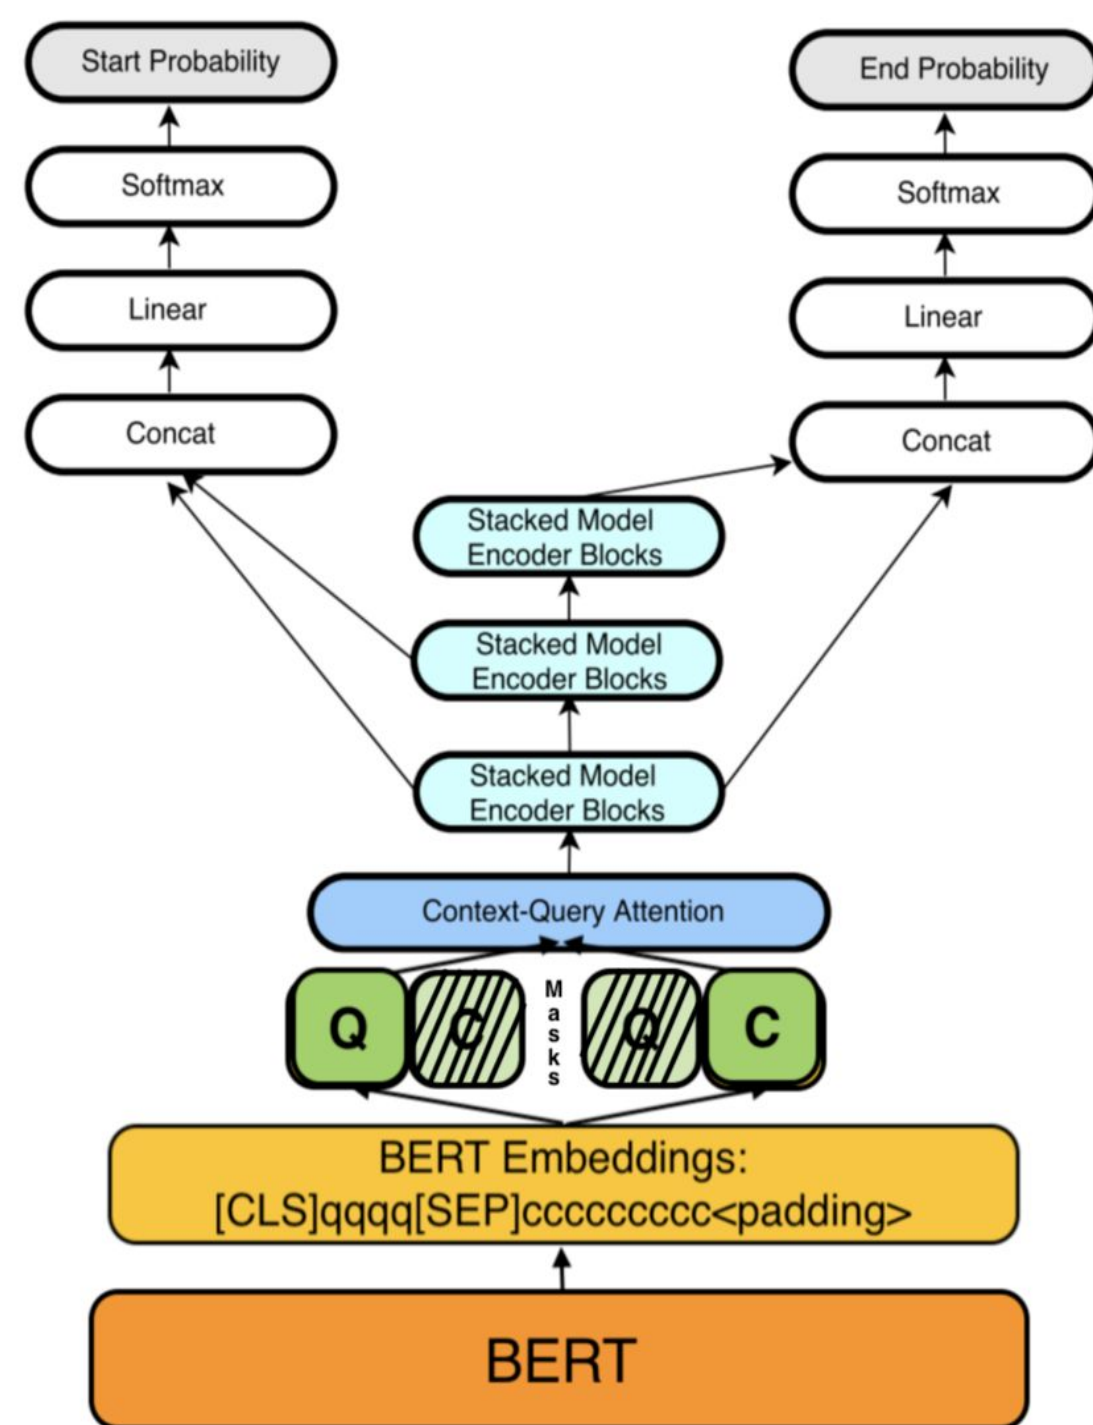 Start Probability
End Probability
Softmax
Softmax
Linear
Linear
Concat
Concat
Stacked Model
Encoder Blocks
Stacked Model
Encoder Blocks
Stacked Model
Encoder Blocks
Context-Query Attention
Q
C
Masks
Q
C
BERT Embeddings:
[CLS]qqqq[SEP]ccccccccc<padding>
BERT